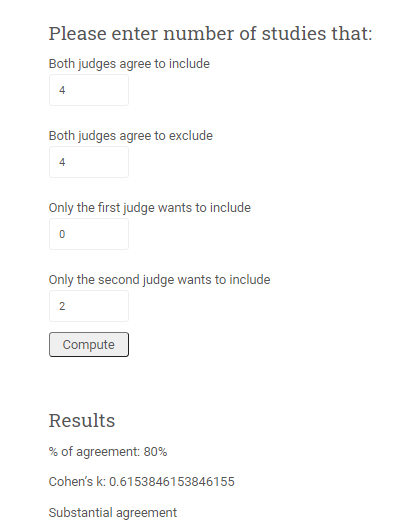 Please enter number of studies that:
Both judges agree to include
4
Both judges agree to exclude
4
Only the first judge wants to include
0
Only the second judge wants to include
2
Compute
Results
% of agreement: 80%
Cohen's k: 0.6153846153846155
Substantial agreement